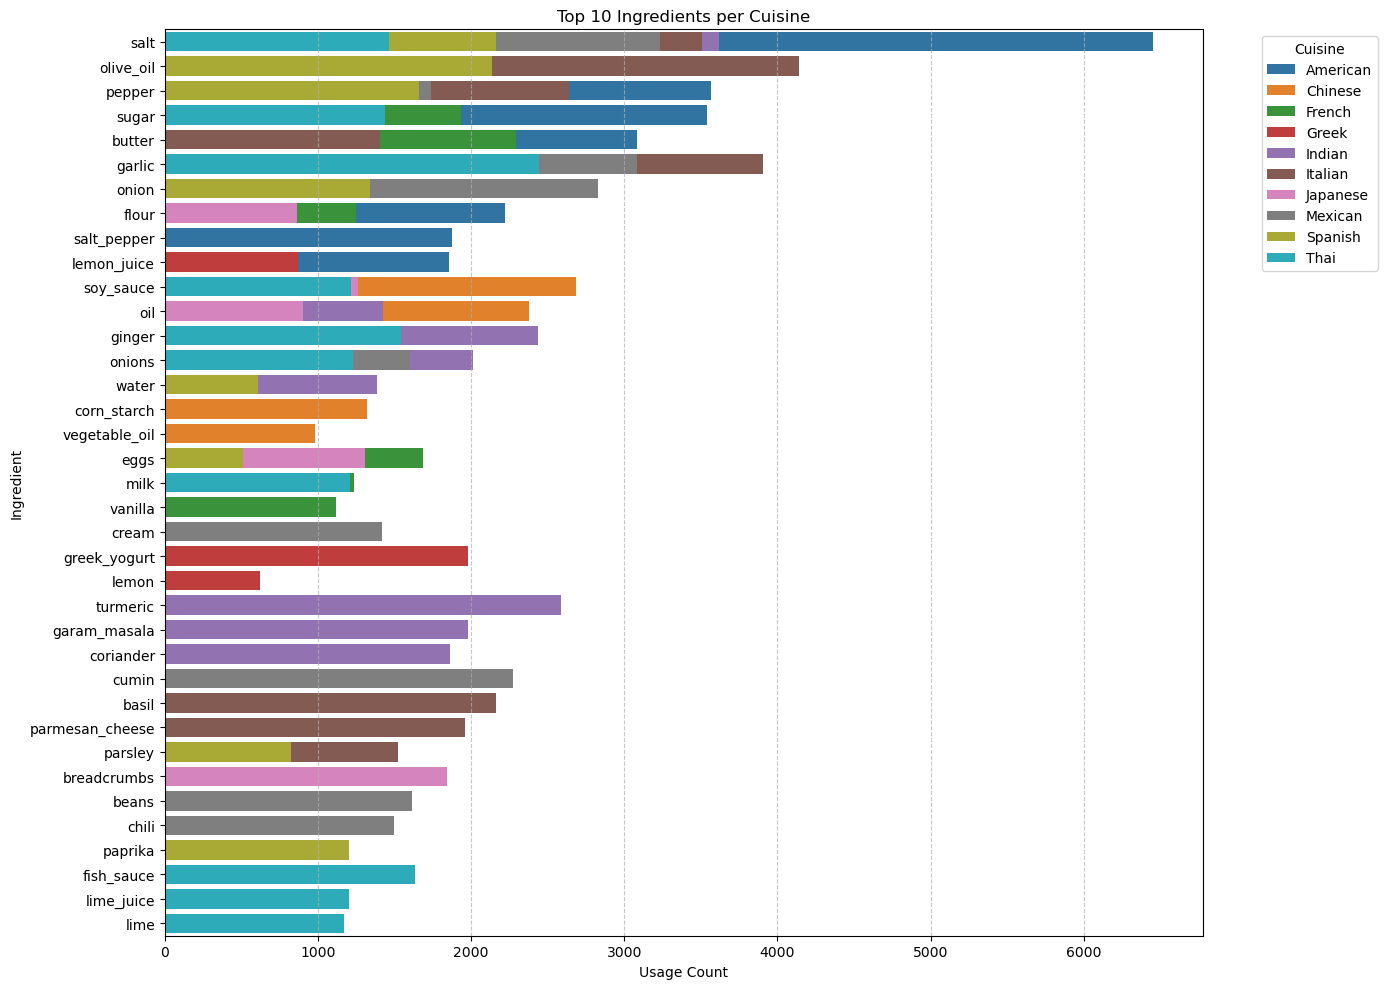 Top 10 Ingredients per Cuisine
salt
olive_oil
pepper
sugar
butter
garlic
onion
flour
salt_pepper
lemon_juice
soy_sauce
oil
ginger
onions
water
corn_starch
vegetable_oil
eggs
milk
vanilla
cream
greek_yogurt
lemon
turmeric
garam_masala
coriander
cumin
basil
parmesan_cheese
parsley
breadcrumbs
beans
chili
paprika
fish_sauce
lime_juice
lime
Ingredient
0 1000 2000 3000 4000 5000 6000
Usage Count
Cuisine
American
Chinese
French
Greek
Indian
Italian
Japanese
Mexican
Spanish
Thai